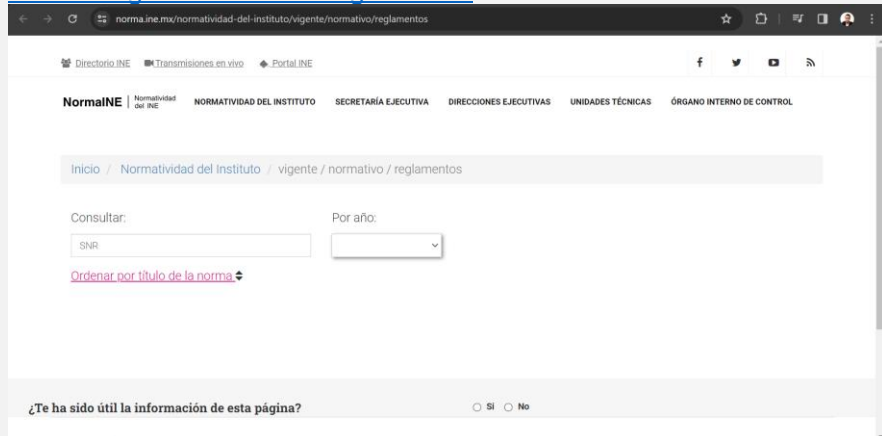 norma.ine.mx/normatividad-del-instituto/vigente/normativo/reglamentos
Directorio INE Transmisiones en vivo Portal INE
NormaINE | Normatividad del INE NORMATIVIDAD DEL INSTITUTO SECRETARÍA EJECUTIVA DIRECCIONES EJECUTIVAS UNIDADES TÉCNICAS ÓRGANO INTERNO DE CONTROL
Inicio / Normatividad del Instituto / vigente / normativo / reglamentos
Consultar: Por año:
SNR
Ordenar por título de la norma
¿Te ha sido útil la información de esta página? Si No